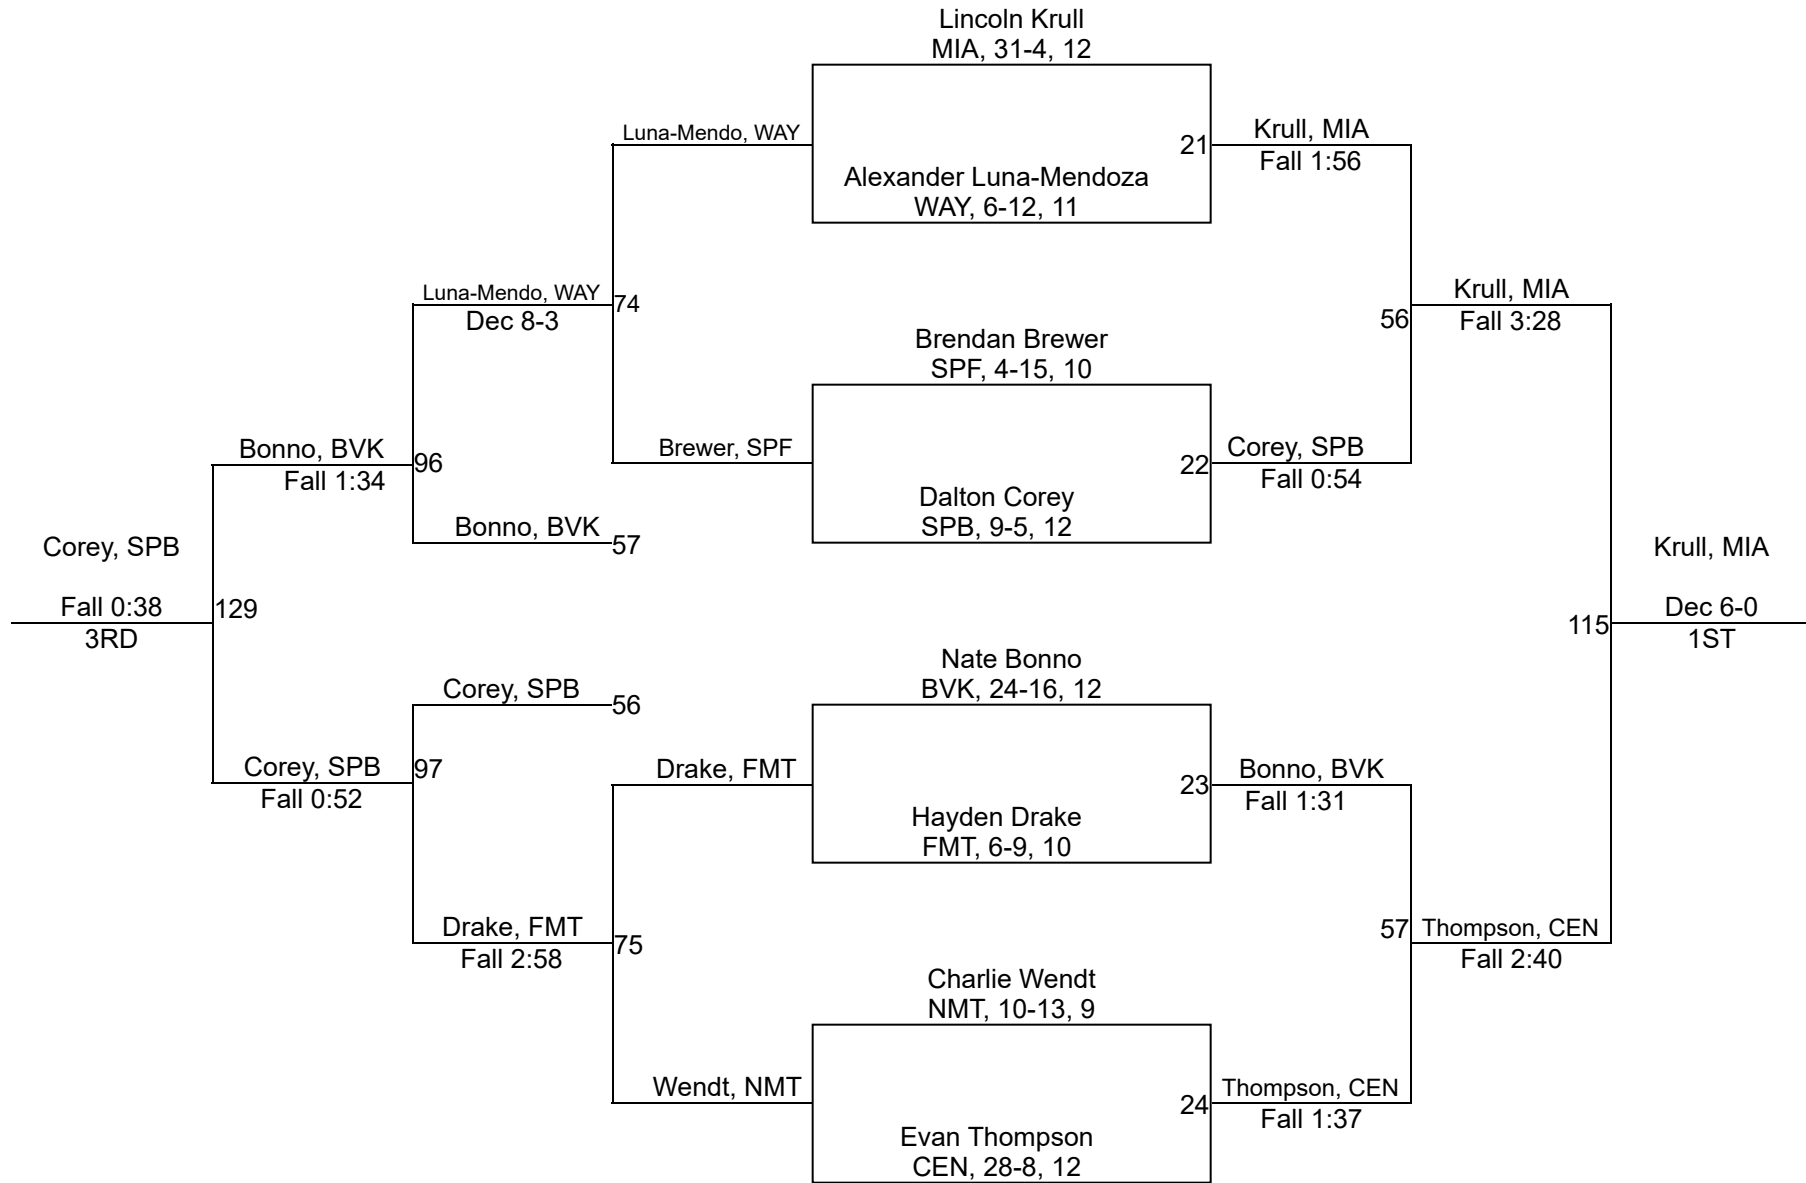 Lincoln Krull
MIA, 31-4, 12
Luna-Mendo, WAY
21
Krull, MIA
Fall 1:56
Alexander Luna-Mendoza
WAY, 6-12, 11
Luna-Mendo, WAY
Dec 8-3
74
Krull, MIA
Fall 3:28
56
Brendan Brewer
SPF, 4-15, 10
Bonno, BVK
Fall 1:34
96
Brewer, SPF
22
Corey, SPB
Fall 0:54
Dalton Corey
SPB, 9-5, 12
Bonno, BVK
57
Corey, SPB
Fall 0:38
3RD
129
Krull, MIA
Dec 6-0
1ST
115
Nate Bonno
BVK, 24-16, 12
Corey, SPB
56
Corey, SPB
Fall 0:52
97
Drake, FMT
23
Bonno, BVK
Fall 1:31
Hayden Drake
FMT, 6-9, 10
Drake, FMT
Fall 2:58
75
57
Thompson, CEN
Fall 2:40
Charlie Wendt
NMT, 10-13, 9
Wendt, NMT
24
Thompson, CEN
Fall 1:37
Evan Thompson
CEN, 28-8, 12